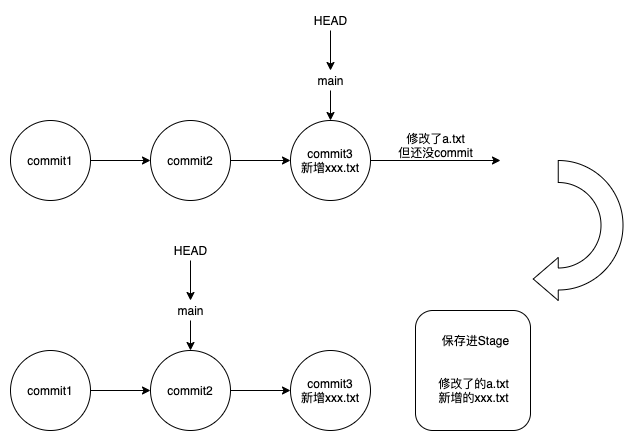 HEAD
main
commit1
commit2
commit3
新增xxx.txt
修改了a.txt
但还没commit
HEAD
main
commit1
commit2
commit3
新增xxx.txt
保存进Stage
修改了的a.txt
新增的xxx.txt